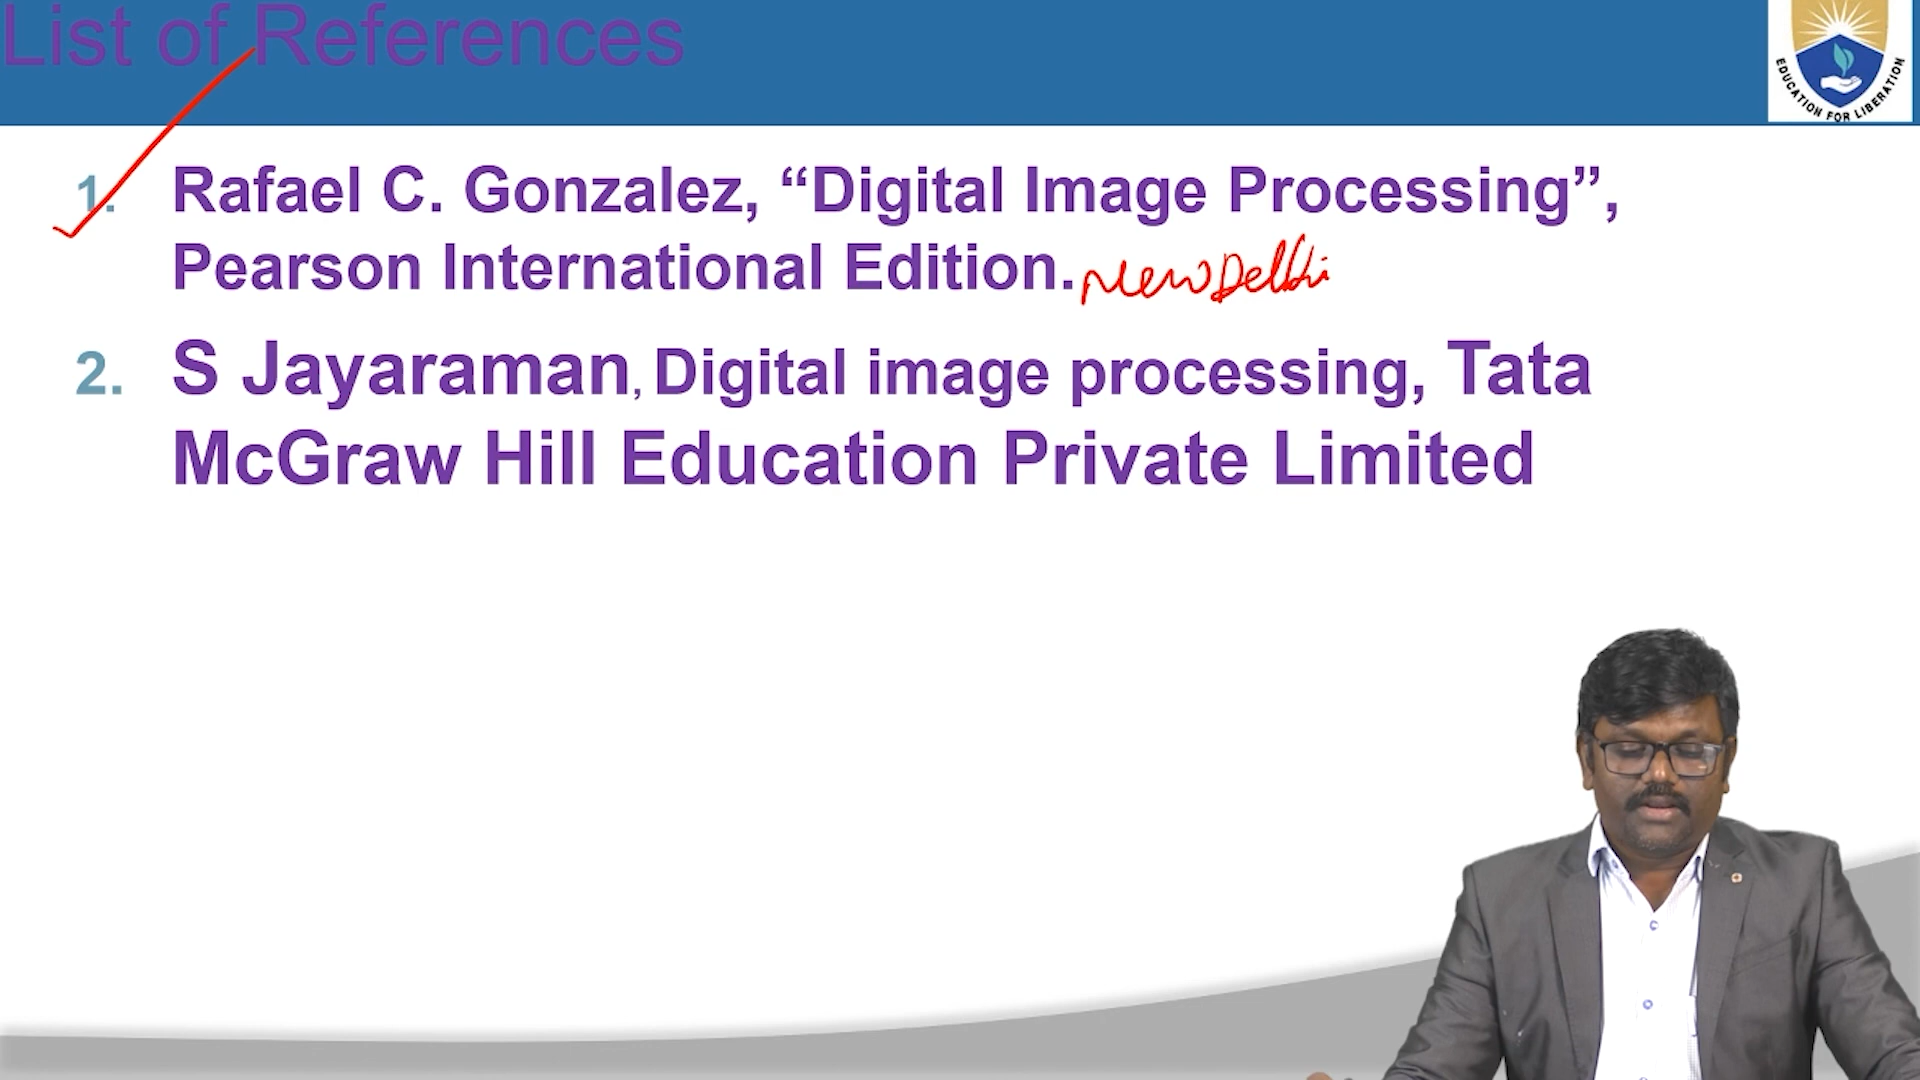 List of References
EDUCATION FOR LIBERATION
1. Rafael C. Gonzalez, “Digital Image Processing”,
Pearson International Edition. New Delhi
2. S Jayaraman, Digital image processing, Tata
McGraw Hill Education Private Limited